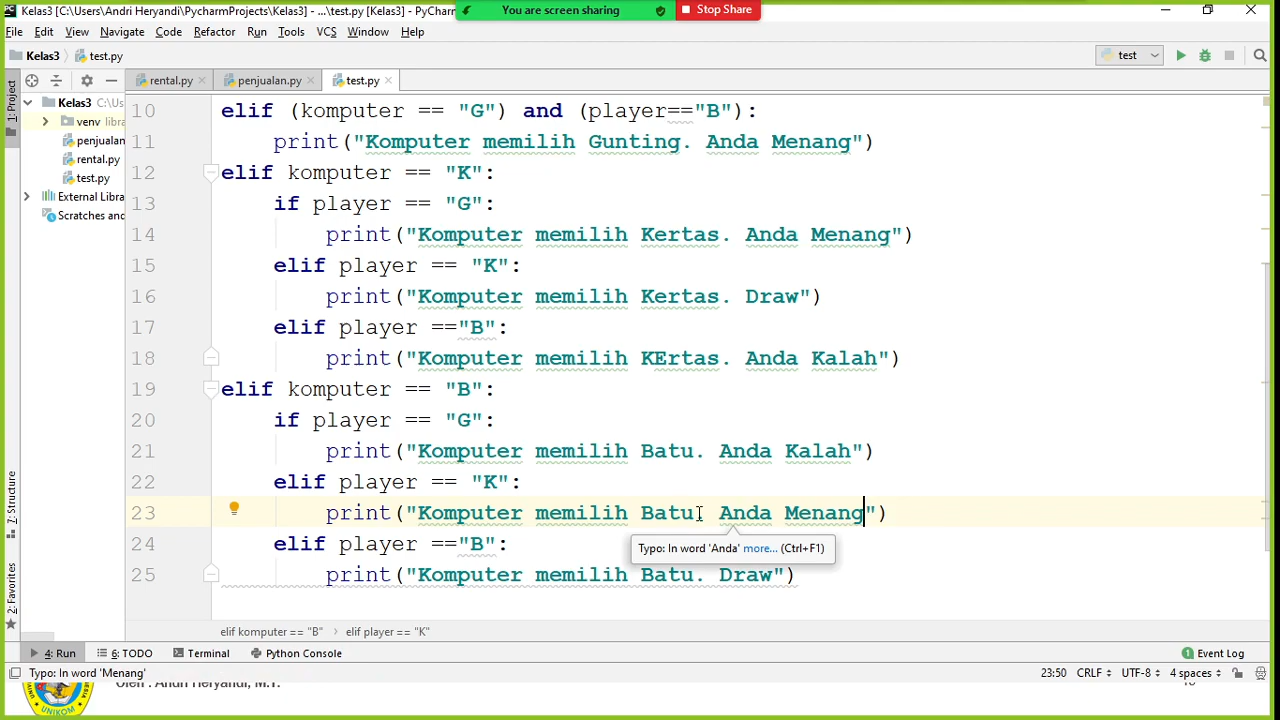 Kelas3 [C:\Users\Andri Heryandi\PycharmProjects\Kelas3] - ...\test.py [Kelas3] - PyCharm
You are screen sharing
Stop Share
File Edit View Navigate Code Refactor Run Tools VCS Window Help
Kelas3 test.py
test
rental.py penjualan.py test.py
1: Project
Kelas3 C:\Us
venv libra
penjualan
rental.py
test.py
External Libra
Scratches and
10 elif (komputer == "G") and (player=="B"):
11 print("Komputer memilih Gunting. Anda Menang")
12 elif komputer == "K":
13 if player == "G":
14 print("Komputer memilih Kertas. Anda Menang")
15 elif player == "K":
16 print("Komputer memilih Kertas. Draw")
17 elif player =="B":
18 print("Komputer memilih KErtas. Anda Kalah")
19 elif komputer == "B":
20 if player == "G":
21 print("Komputer memilih Batu. Anda Kalah")
22 elif player == "K":
23 print("Komputer memilih Batu. Anda Menang")
Typo: In word 'Anda' more... (Ctrl+F1)
24 elif player =="B":
25 print("Komputer memilih Batu. Draw")
7: Structure
2: Favorites
elif komputer == "B" elif player == "K"
4: Run 6: TODO Terminal Python Console
1 Event Log
Typo: In word 'Menang'
23:50 CRLF UTF-8 4 spaces
Oleh : Andri Heryandi, M.T.
UNIKOM